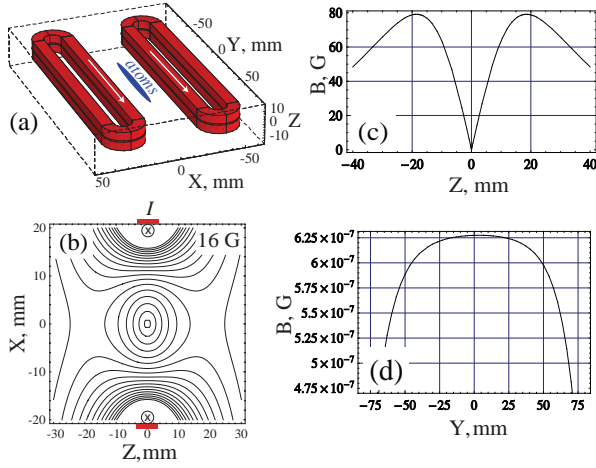 (a)
atoms
-50
0
50
Y, mm
10
0
-10
Z
50
0
-50
X, mm
(c)
80
60
40
20
0
B, G
-40
-20
0
20
40
Z, mm
(b)
I
x
16 G
x
20
10
0
-10
-20
X, mm
-30
-20
-10
0
10
20
30
Z, mm
(d)
6.25×10⁻⁷
6×10⁻⁷
5.75×10⁻⁷
5.5×10⁻⁷
5.25×10⁻⁷
5×10⁻⁷
4.75×10⁻⁷
B, G
-75
-50
-25
0
25
50
75
Y, mm